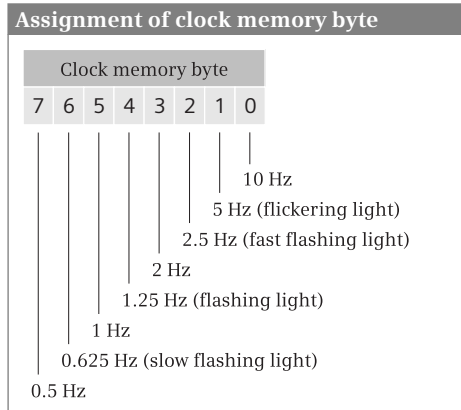 Assignment of clock memory byte
Clock memory byte
7 6 5 4 3 2 1 0
10 Hz
5 Hz (flickering light)
2.5 Hz (fast flashing light)
2 Hz
1.25 Hz (flashing light)
1 Hz
0.625 Hz (slow flashing light)
0.5 Hz